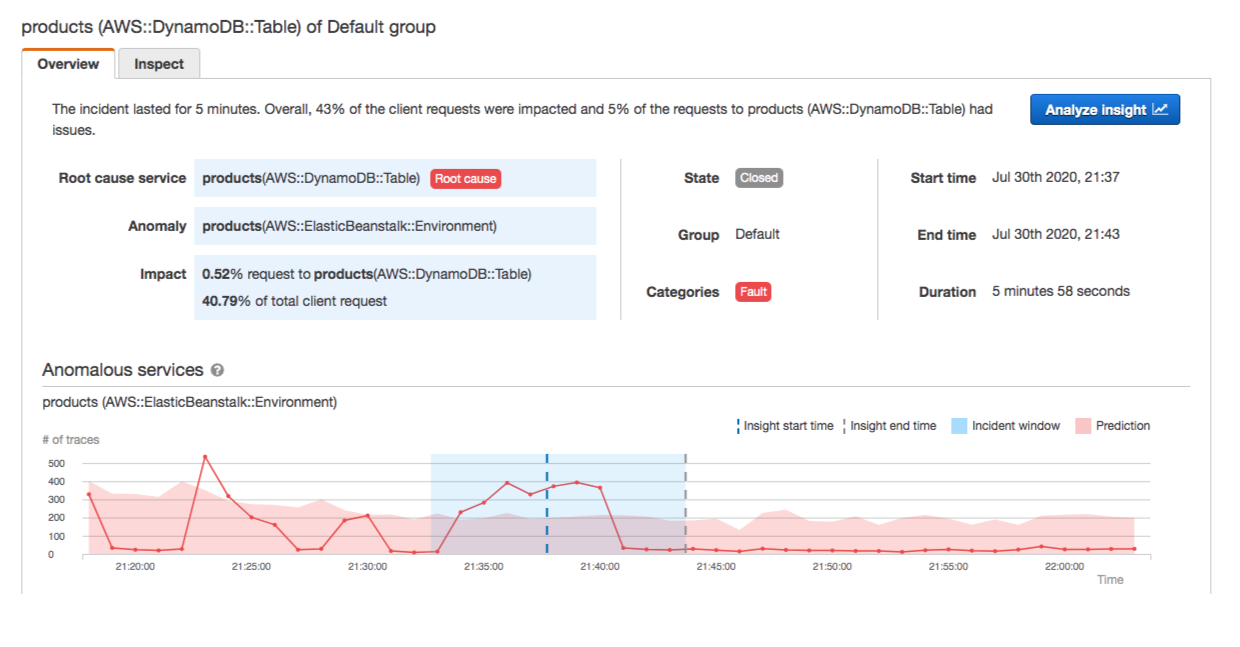 products (AWS::DynamoDB::Table) of Default group
Overview
Inspect
The incident lasted for 5 minutes. Overall, 43% of the client requests were impacted and 5% of the requests to products (AWS::DynamoDB::Table) had
issues.
Analyze insight
Root cause service
products(AWS::DynamoDB::Table)
Root cause
Anomaly
products(AWS::ElasticBeanstalk::Environment)
Impact
0.52% request to products(AWS::DynamoDB::Table)
40.79% of total client request
State
Closed
Group
Default
Categories
Fault
Start time
Jul 30th 2020, 21:37
End time
Jul 30th 2020, 21:43
Duration
5 minutes 58 seconds
Anomalous services ?
products (AWS::ElasticBeanstalk::Environment)
Insight start time
Insight end time
Incident window
Prediction
# of traces
500
400
300
200
100
0
21:20:00
21:25:00
21:30:00
21:35:00
21:40:00
21:45:00
21:50:00
21:55:00
22:00:00
Time